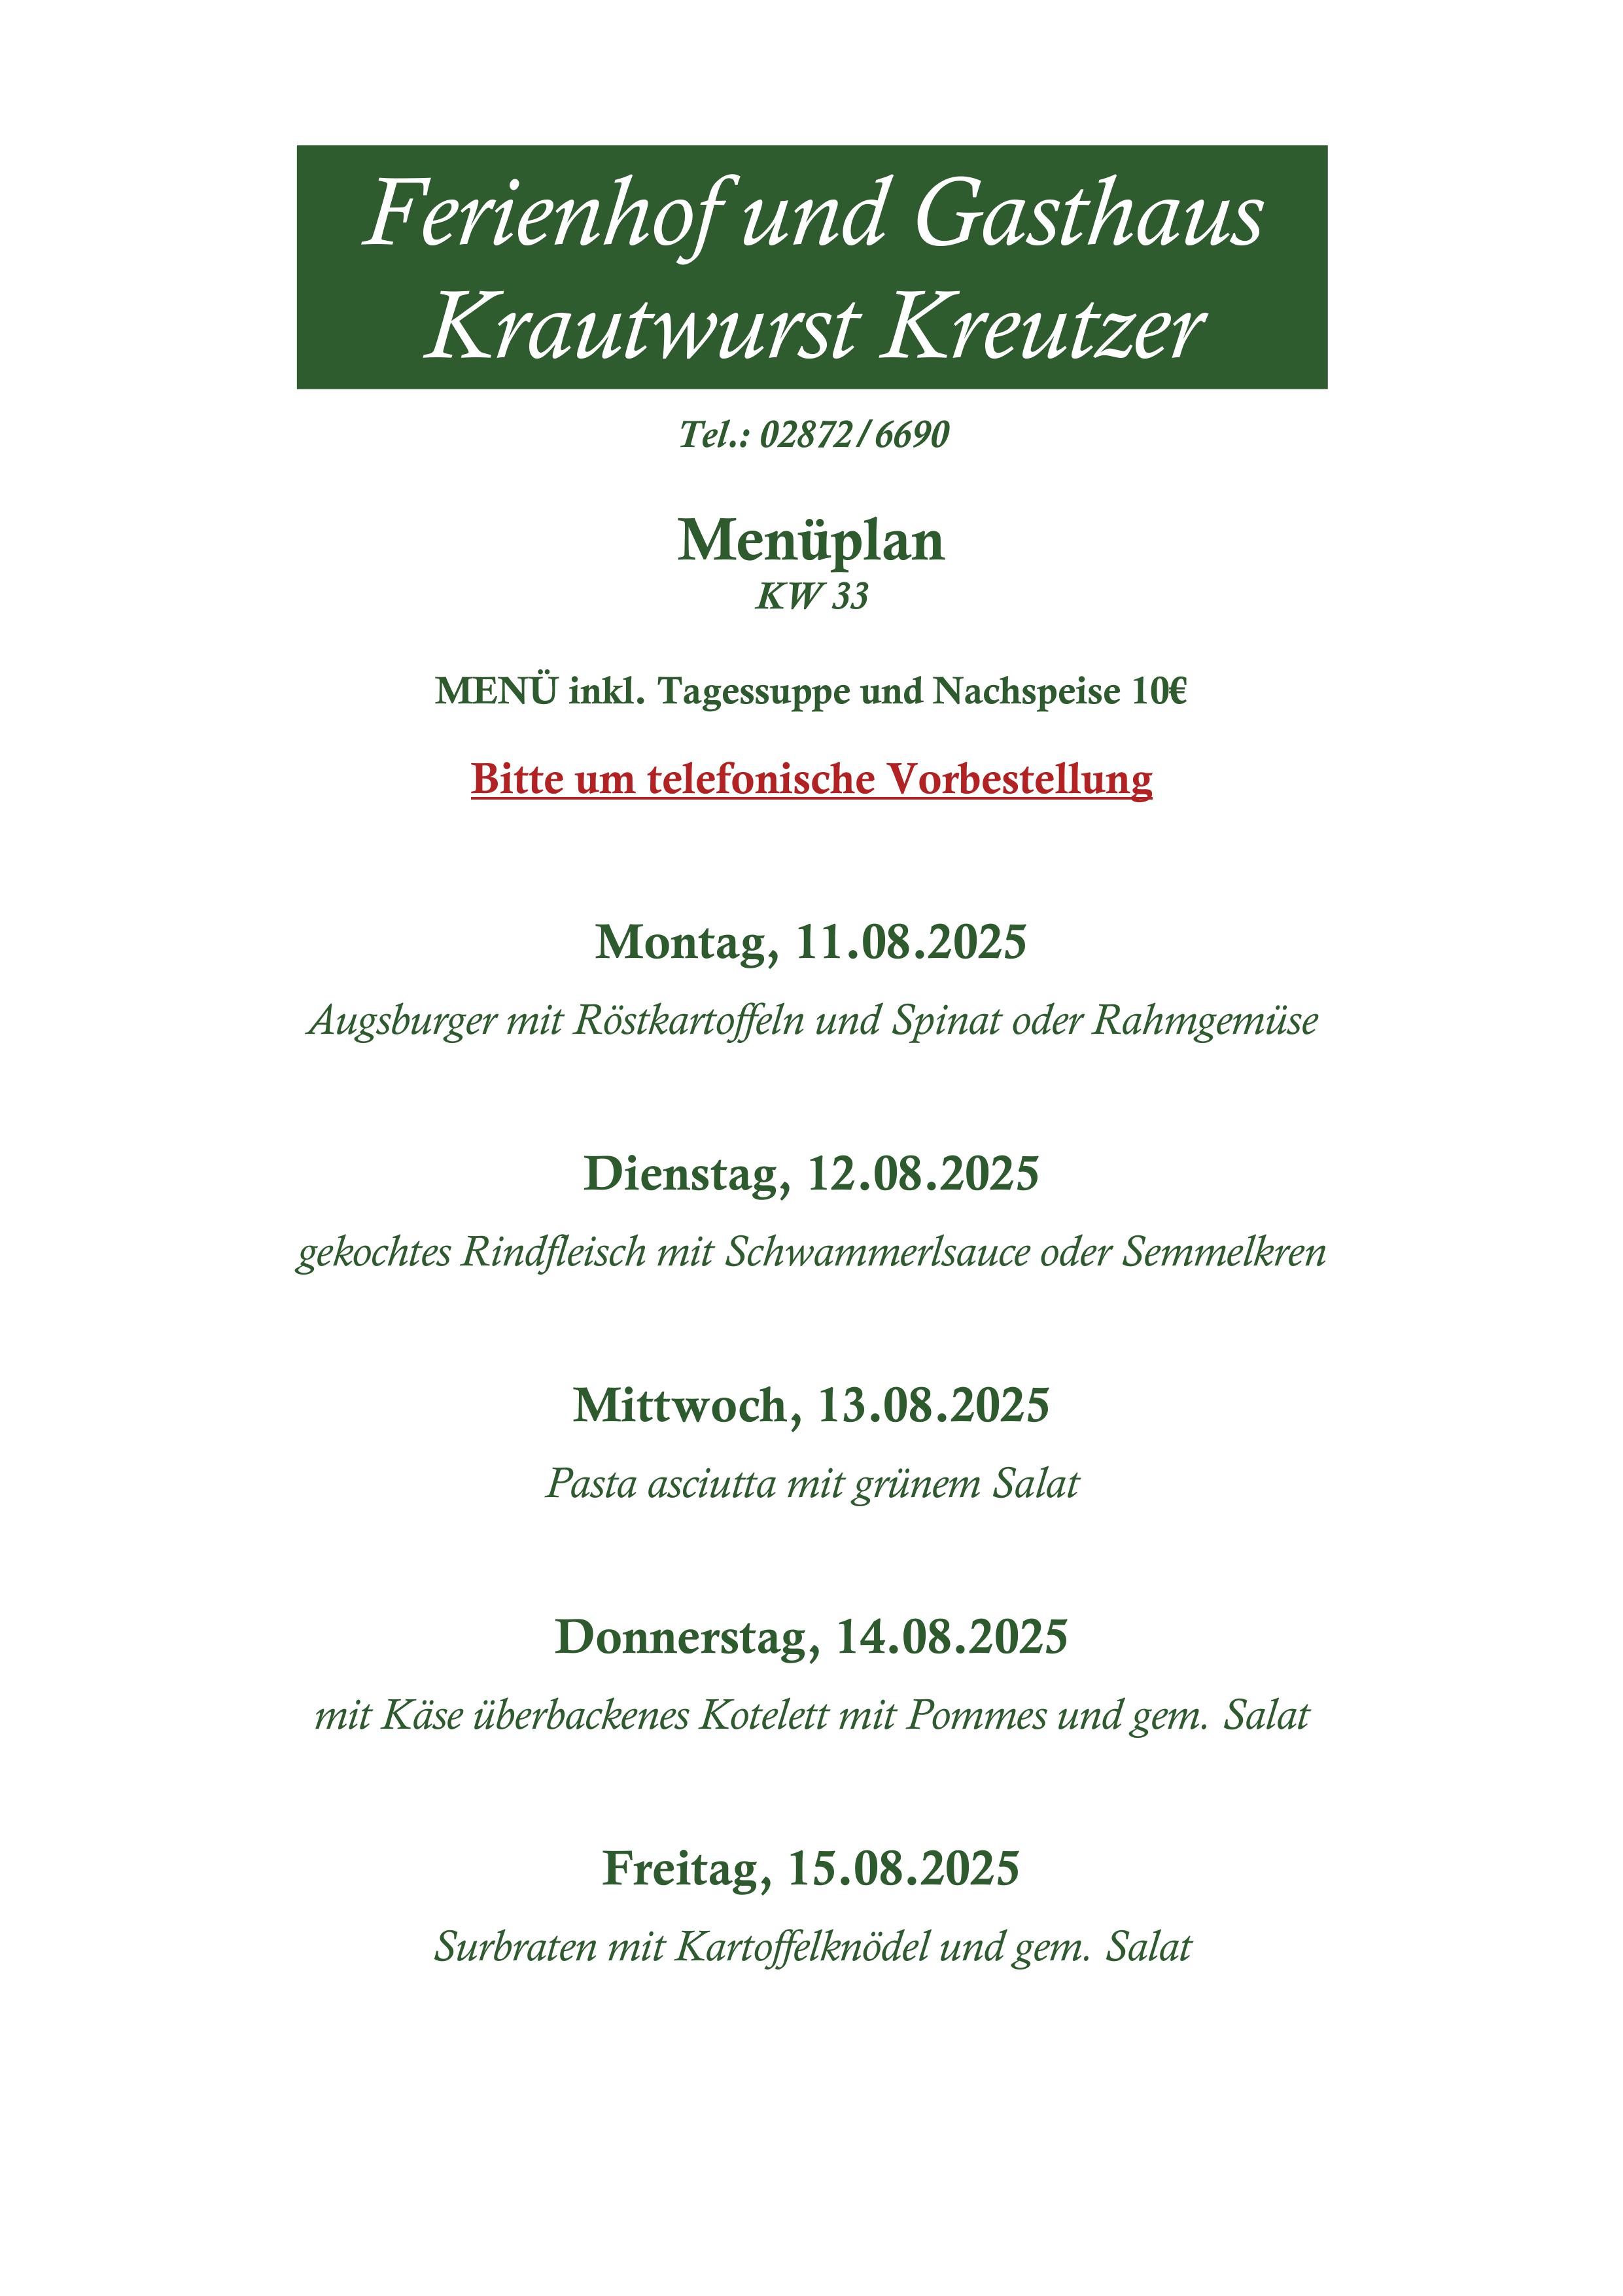 Ferienhof und Gasthaus
Krautwurst Kreutzer
Tel.: 02872/6690
Menüplan
KW 33
MENÜ inkl. Tagessuppe und Nachspeise 10€
Bitte um telefonische Vorbestellung
Montag, 11.08.2025
Augsburger mit Röstkartoffeln und Spinat oder Rahmgemüse
Dienstag, 12.08.2025
gekochtes Rindfleisch mit Schwammerlsauce oder Semmelkren
Mittwoch, 13.08.2025
Pasta asciutta mit grünem Salat
Donnerstag, 14.08.2025
mit Käse überbackenes Kotelett mit Pommes und gem. Salat
Freitag, 15.08.2025
Surbraten mit Kartoffelknödel und gem. Salat